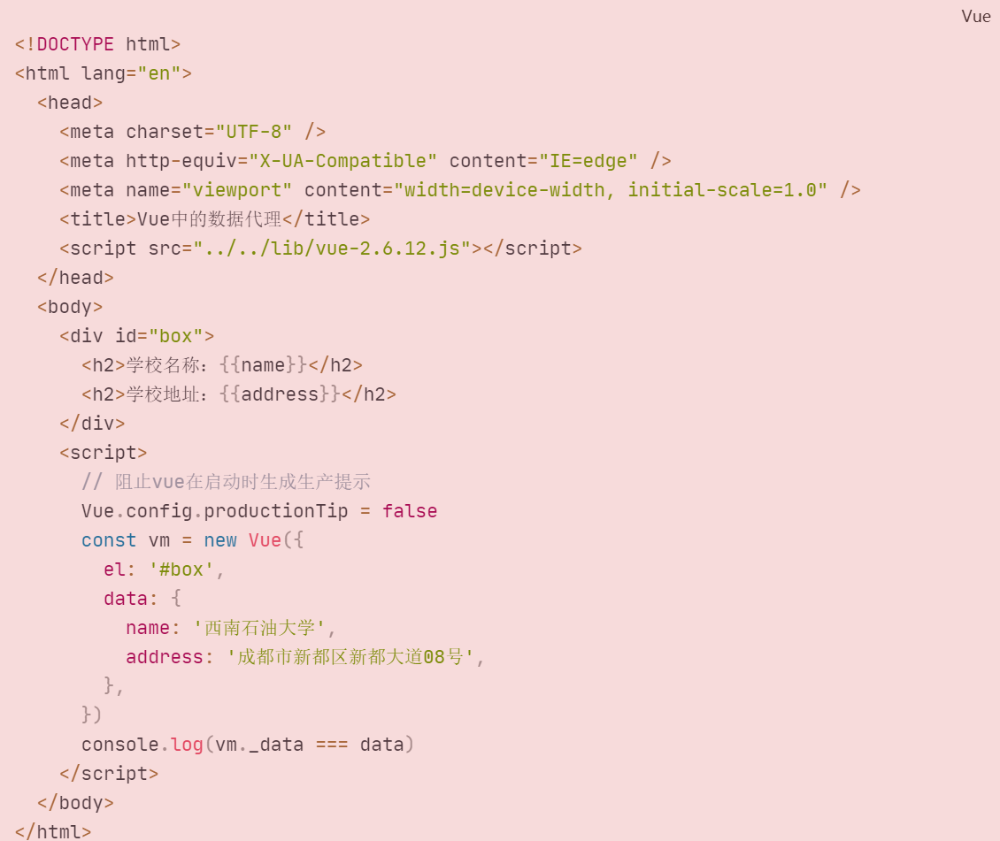 Vue
<!DOCTYPE html>
<html lang="en">
  <head>
    <meta charset="UTF-8" />
    <meta http-equiv="X-UA-Compatible" content="IE=edge" />
    <meta name="viewport" content="width=device-width, initial-scale=1.0" />
    <title>Vue中的数据代理</title>
    <script src="../../lib/vue-2.6.12.js"></script>
  </head>
  <body>
    <div id="box">
      <h2>学校名称：{{name}}</h2>
      <h2>学校地址：{{address}}</h2>
    </div>
    <script>
      // 阻止vue在启动时生成生产提示
      Vue.config.productionTip = false
      const vm = new Vue({
        el: '#box',
        data: {
          name: '西南石油大学',
          address: '成都市新都区新都大道08号',
        },
      })
      console.log(vm._data === data)
    </script>
  </body>
</html>